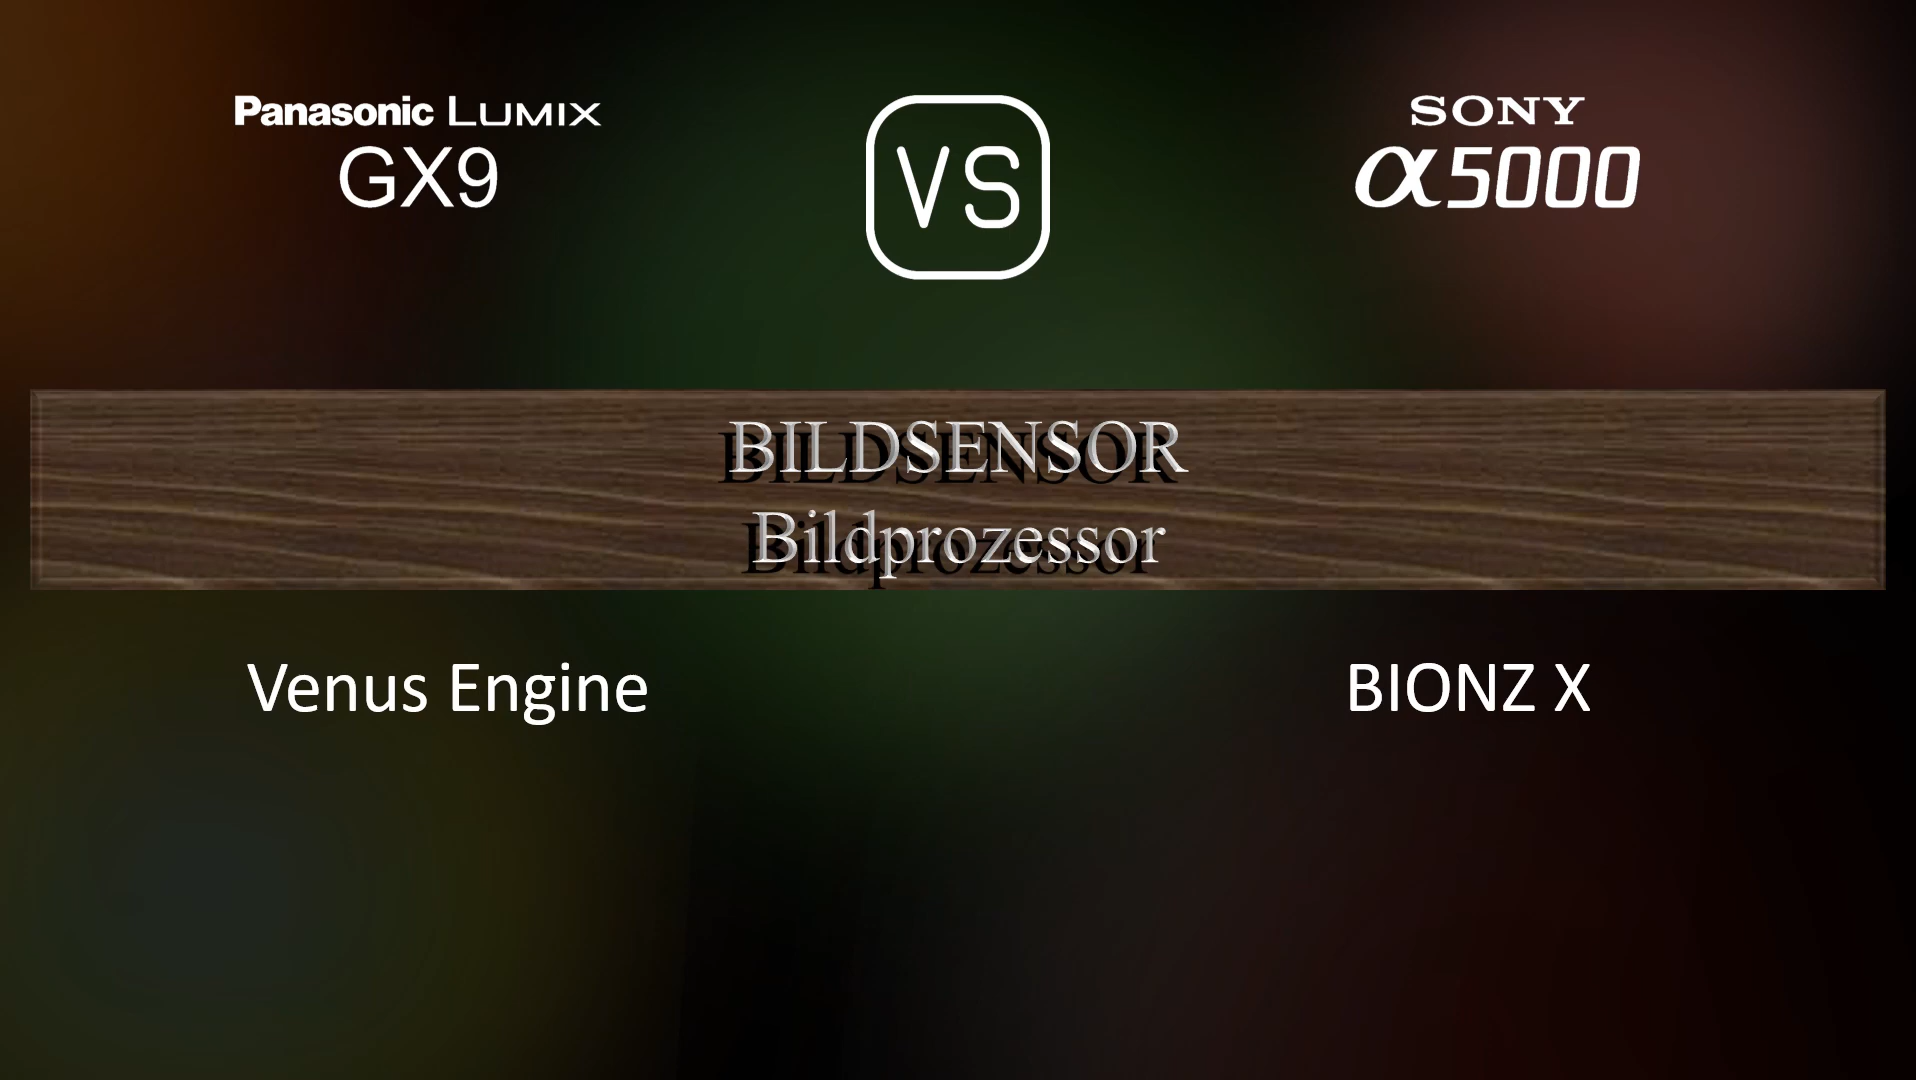 Panasonic LUMIX
GX9
VS
SONY
α5000
BILDSENSOR
Bildprozessor
Venus Engine
BIONZ X